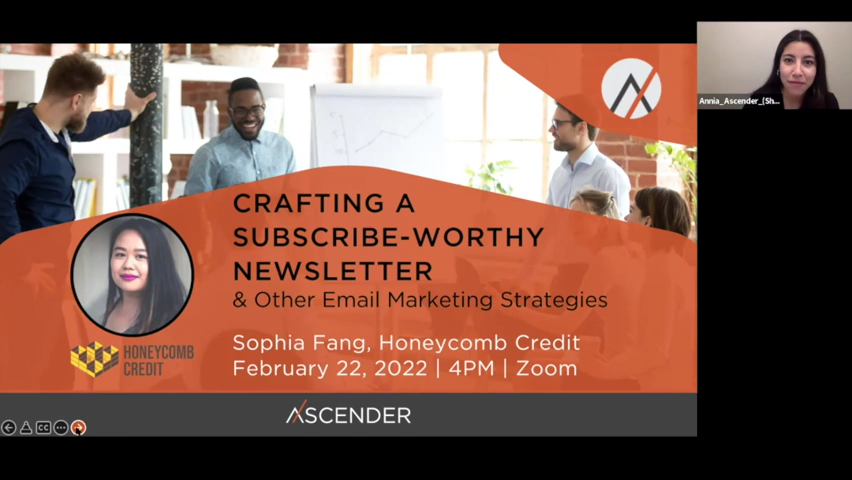 Annia_Ascender_(Sh...
CRAFTING A
SUBSCRIBE-WORTHY
NEWSLETTER
& Other Email Marketing Strategies
Sophia Fang, Honeycomb Credit
February 22, 2022 | 4PM | Zoom
HONEYCOMB
CREDIT
ASCENDER
CC